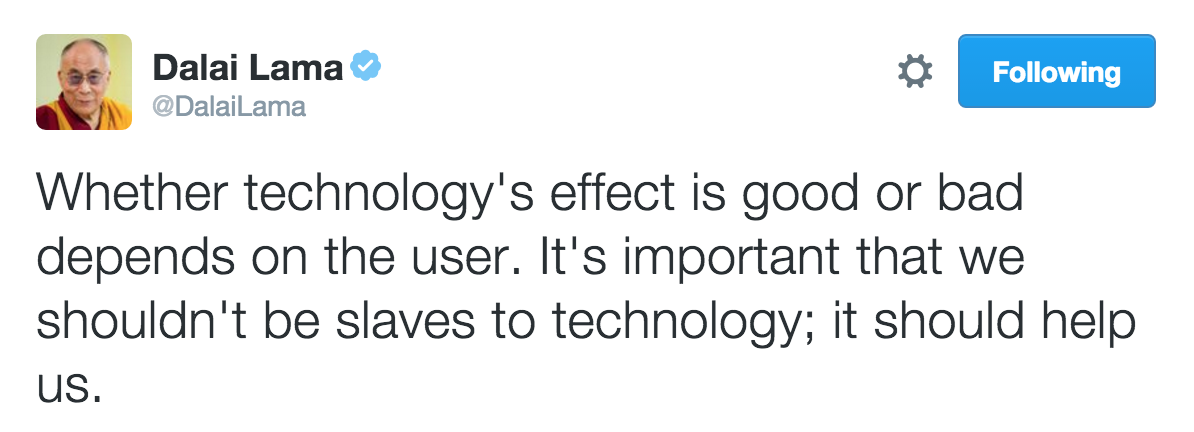 Dalai Lama
@DalaiLama
Following
Whether technology's effect is good or bad
depends on the user. It's important that we
shouldn't be slaves to technology; it should help
us.